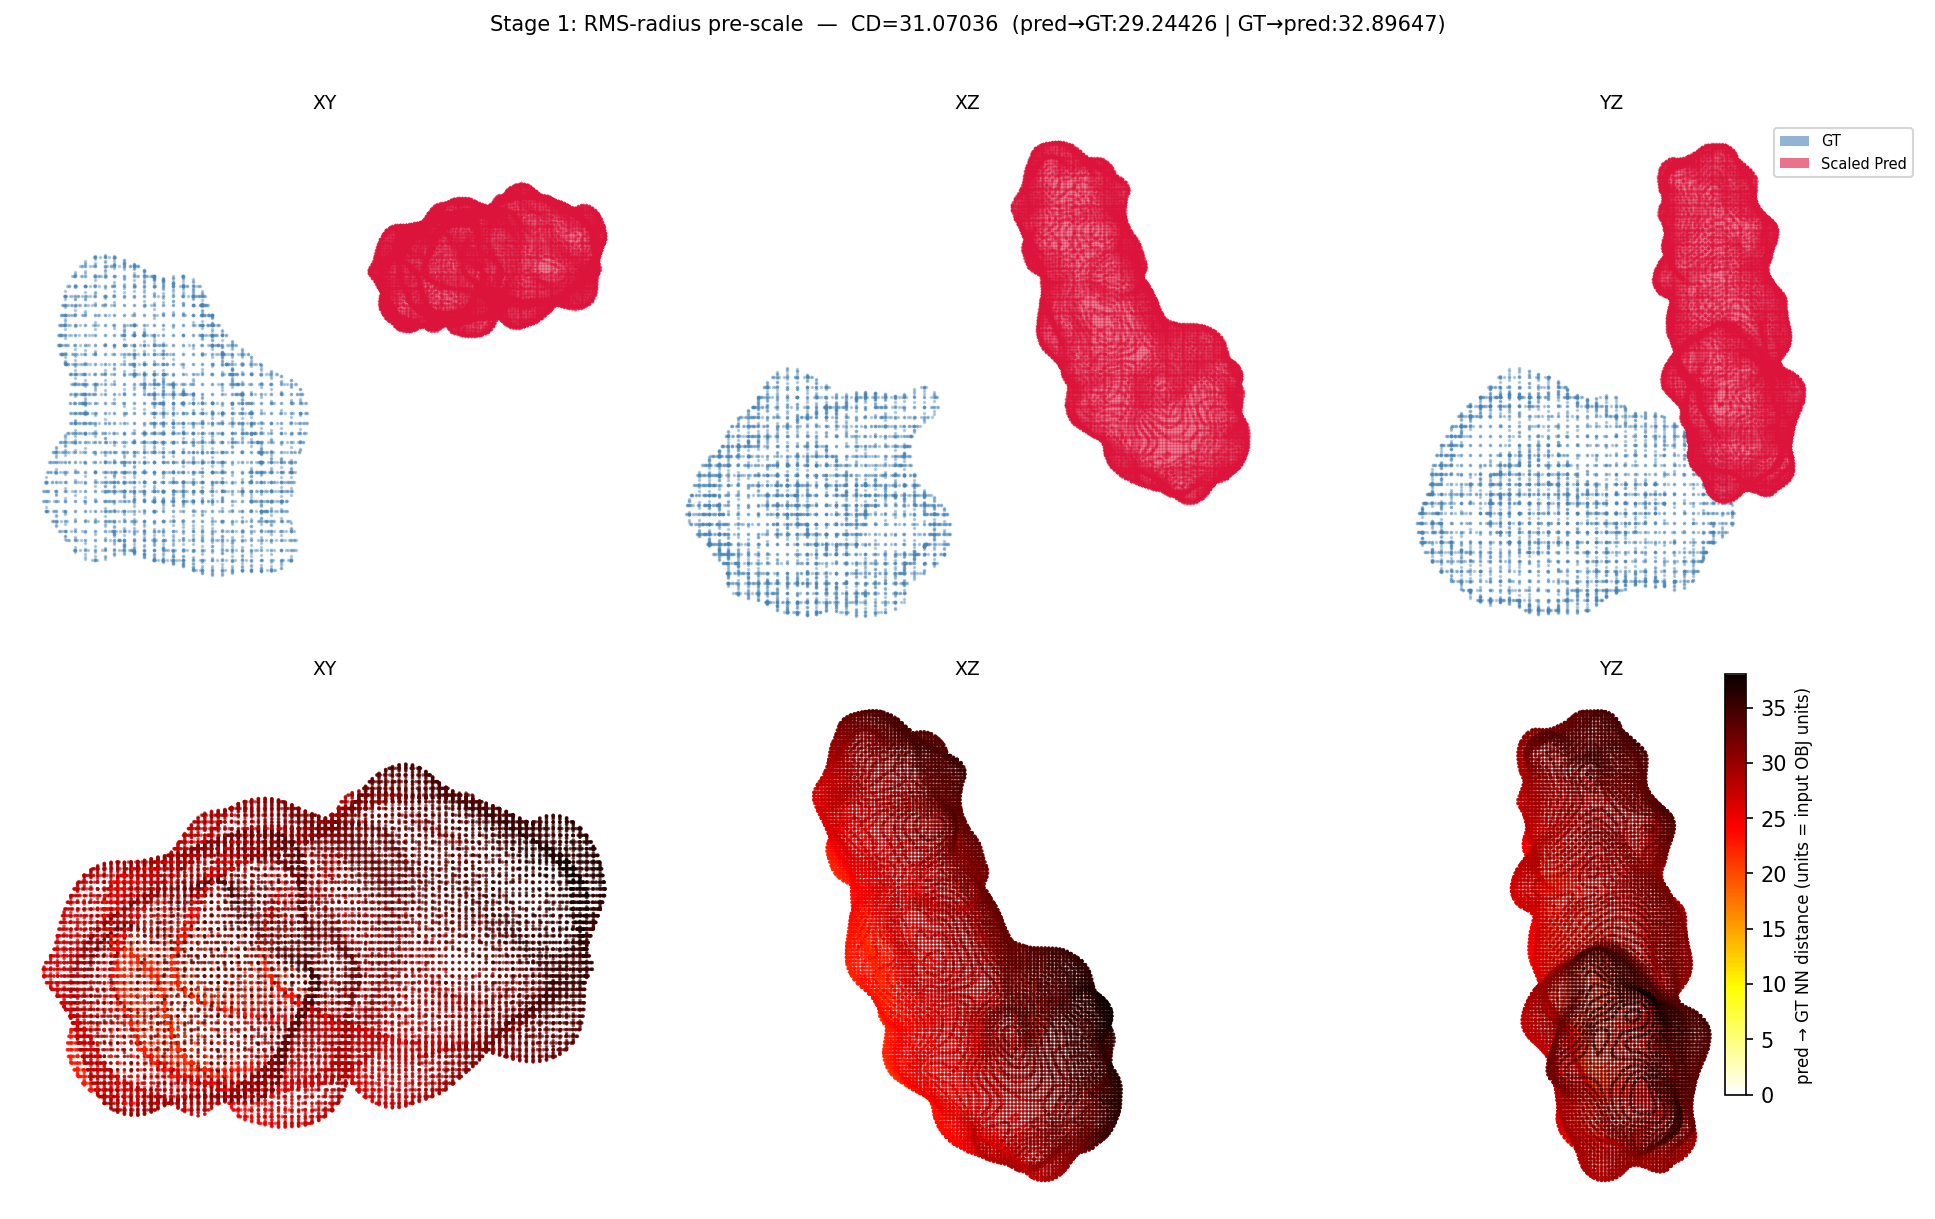 Stage 1: RMS-radius pre-scale — CD=31.07036 (pred→GT:29.24426 | GT→pred:32.89647)
XY
XZ
YZ
GT
Scaled Pred
XY
XZ
YZ
35
30
25
20
15
10
5
0
pred → GT NN distance (units = input OBJ units)